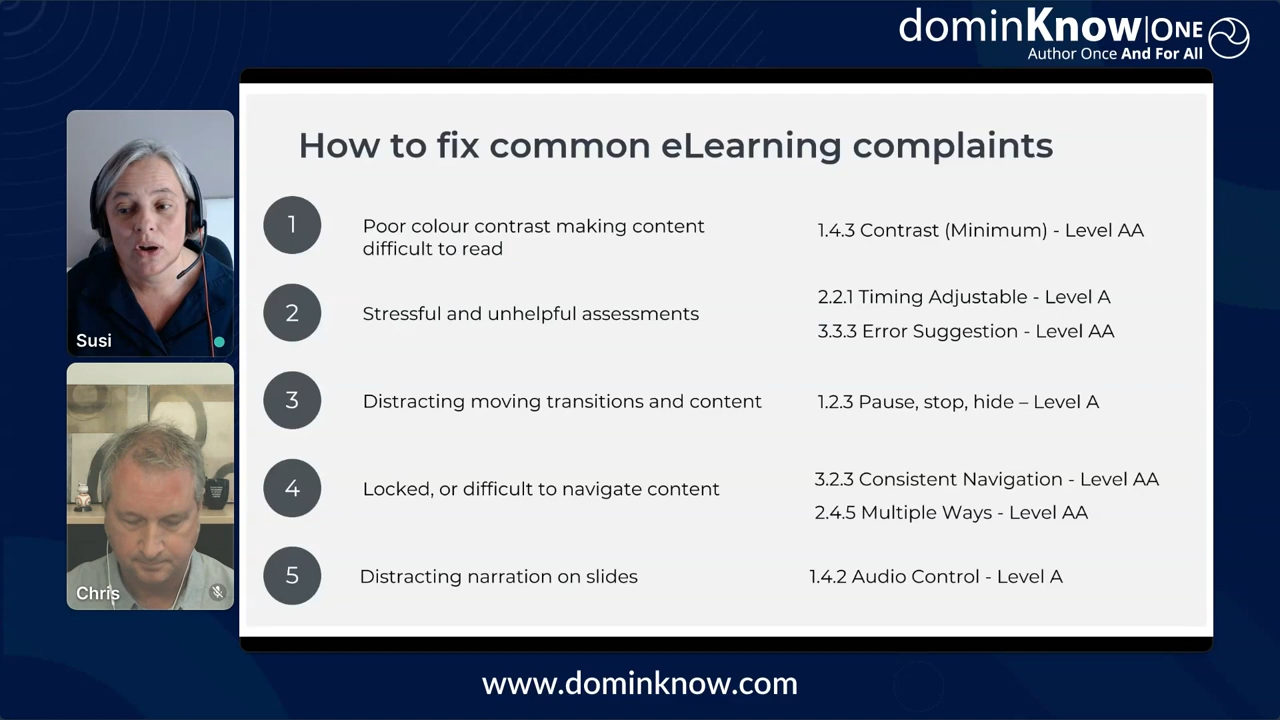 dominKnow|ONE
Author Once And For All
How to fix common eLearning complaints
1
Poor colour contrast making content
difficult to read
1.4.3 Contrast (Minimum) - Level AA
2
Stressful and unhelpful assessments
2.2.1 Timing Adjustable - Level A
3.3.3 Error Suggestion - Level AA
3
Distracting moving transitions and content
1.2.3 Pause, stop, hide – Level A
4
Locked, or difficult to navigate content
3.2.3 Consistent Navigation - Level AA
2.4.5 Multiple Ways - Level AA
5
Distracting narration on slides
1.4.2 Audio Control - Level A
Susi
Chris
www.dominknow.com